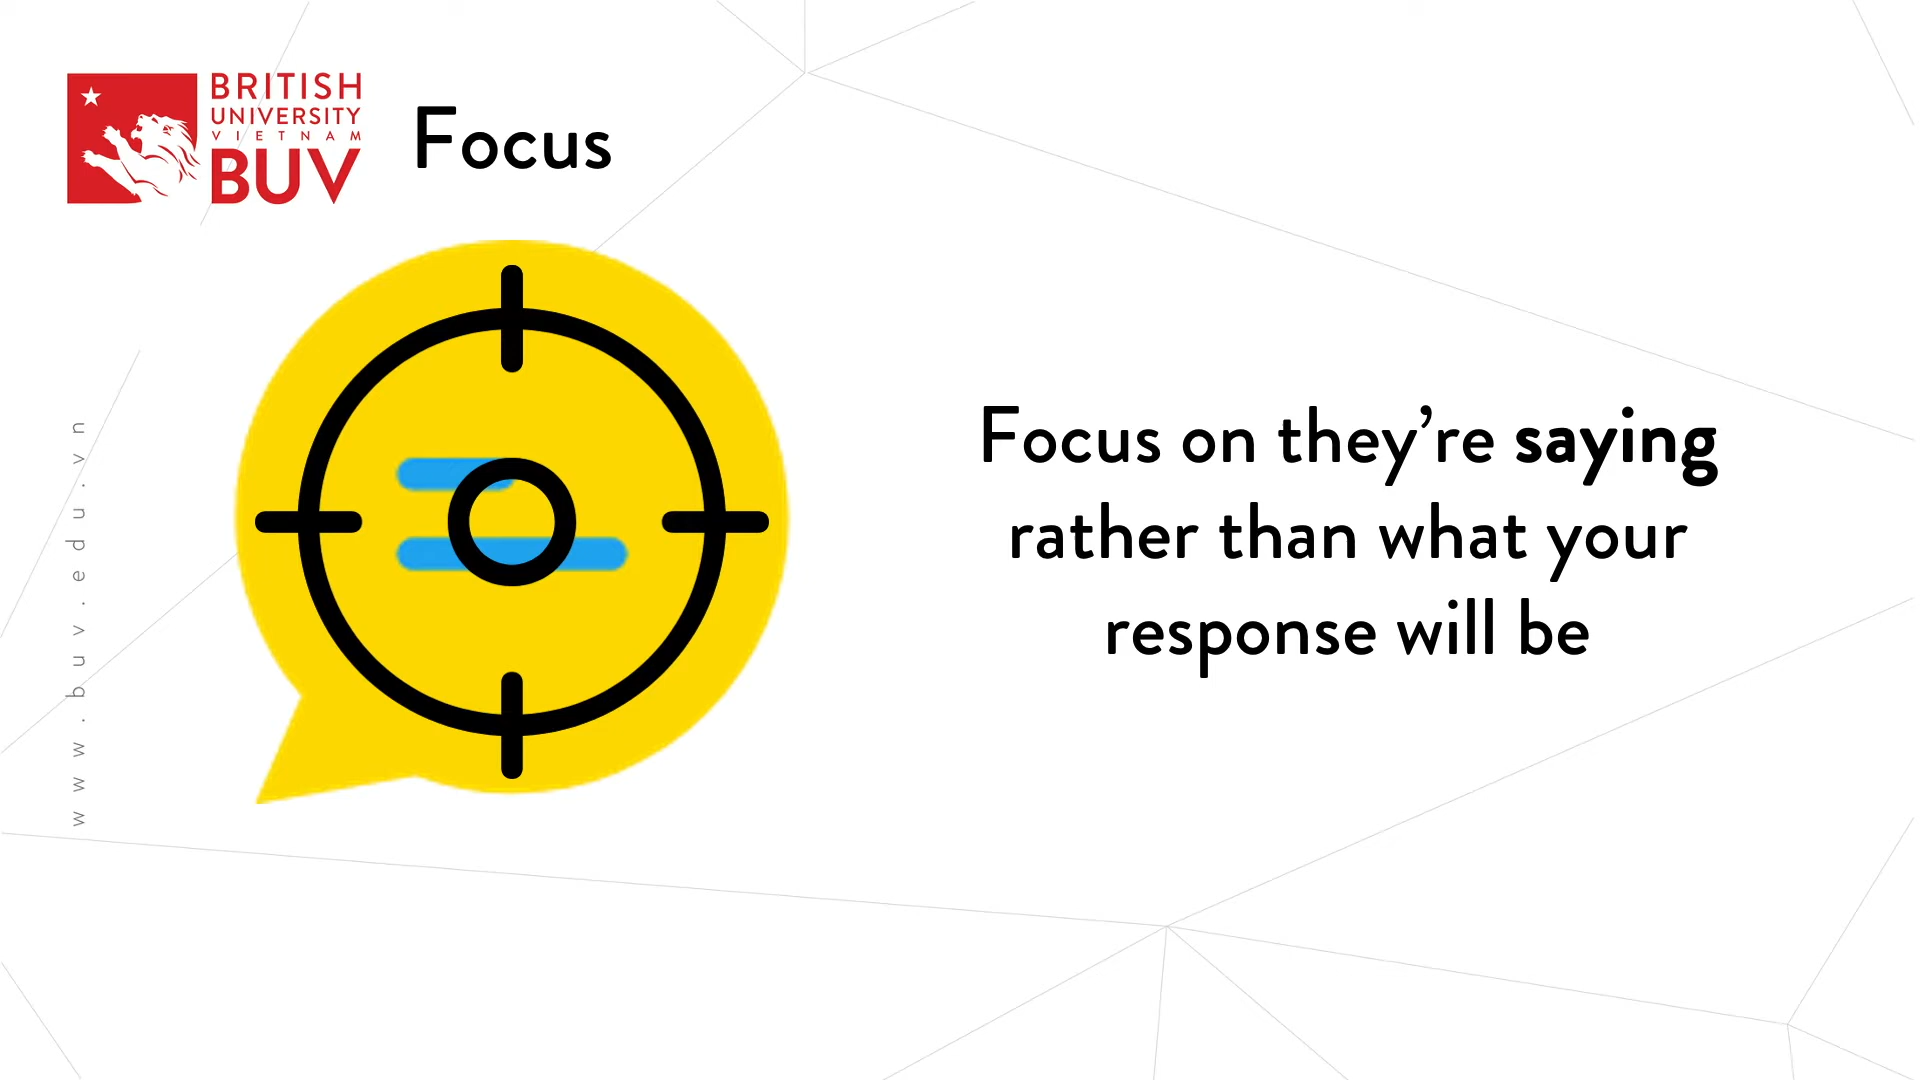 BRITISH
UNIVERSITY
VIETNAM
BUV
Focus
Focus on they’re saying
rather than what your
response will be
www.buv.edu.vn